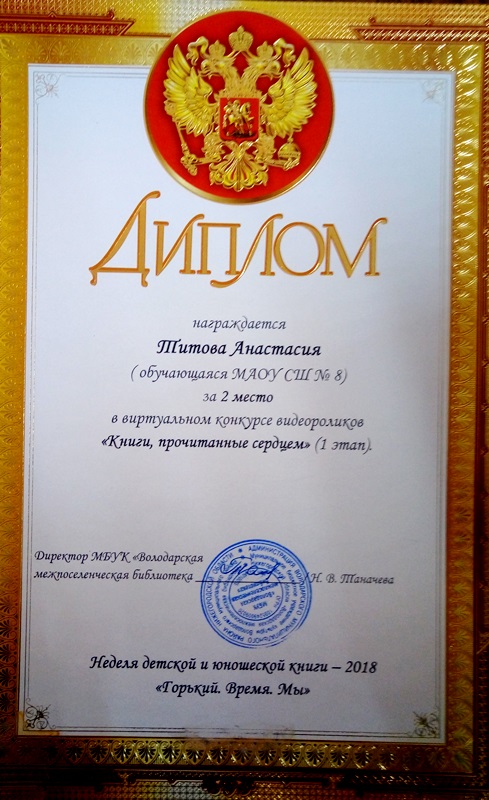 ДИПЛОМ
награждается
Титова Анастасия
( обучающаяся МАОУ СШ № 8)
за 2 место
в виртуальном конкурсе видеороликов
«Книги, прочитанные сердцем» (1 этап).
Директор МБУК «Володарская
межпоселенческая библиотека
Н. В. Таначева
Неделя детской и юношеской книги – 2018
«Горький. Время. Мы»